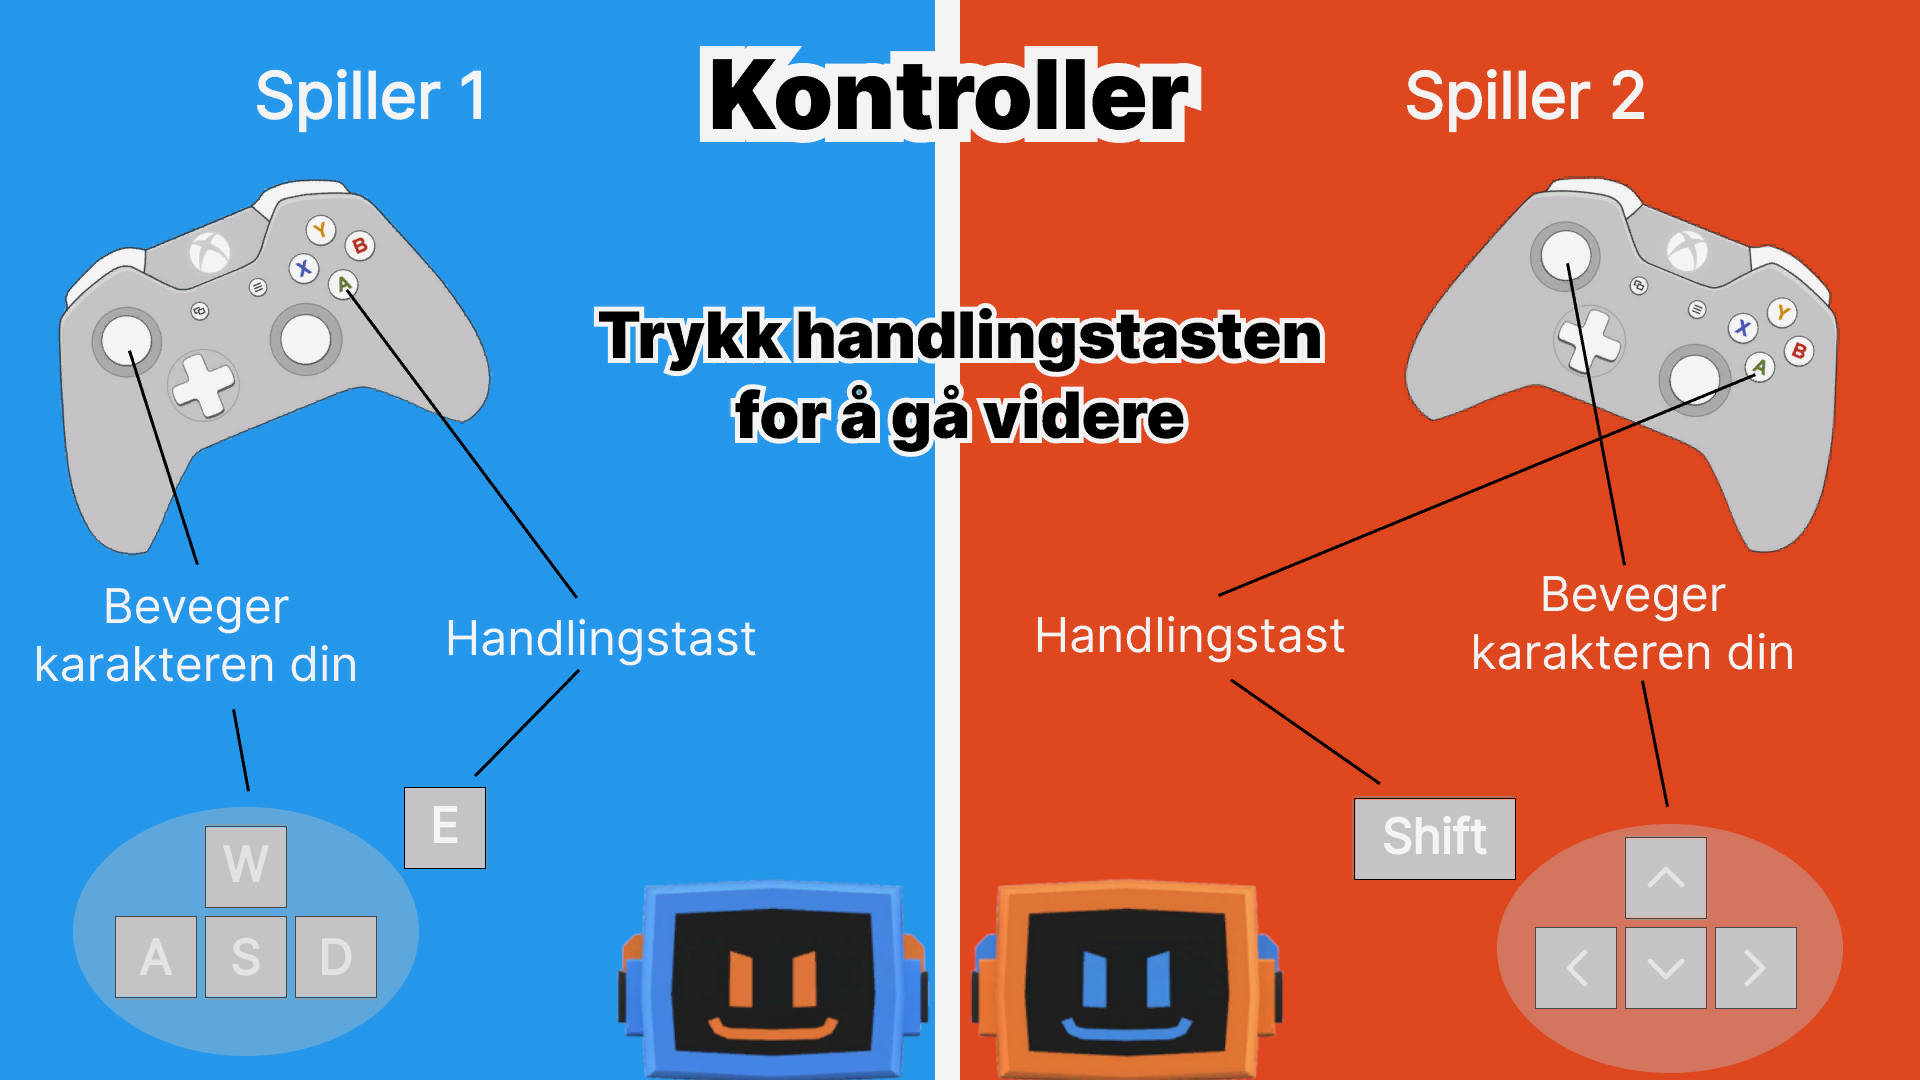 Spiller 1
Kontroller
Spiller 2
Y
B
X
A
Y
X
B
A
Trykk handlingstasten
for å gå videre
Beveger
karakteren din
Handlingstast
Handlingstast
Beveger
karakteren din
E
W
A S D
Shift